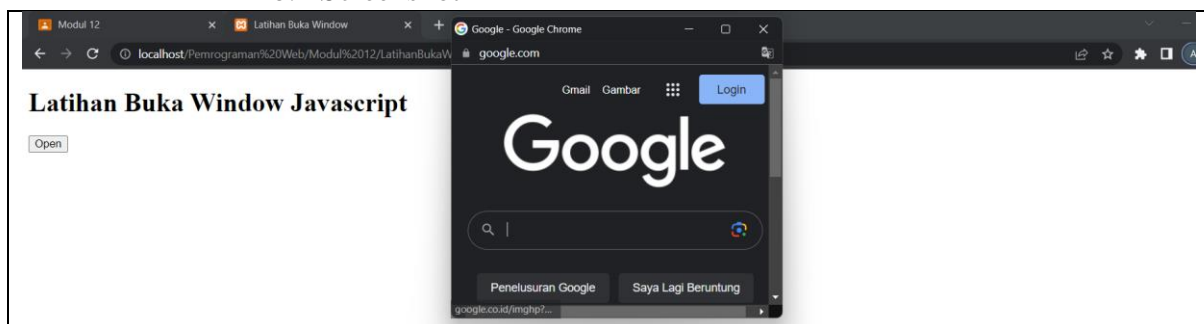 Modul 12
Latihan Buka Window
Google - Google Chrome
localhost/Pemrograman%20Web/Modul%2012/LatihanBukaW
google.com
Latihan Buka Window Javascript
Open
Gmail Gambar Login
Google
Penelusuran Google Saya Lagi Beruntung
google.co.id/imghp?...